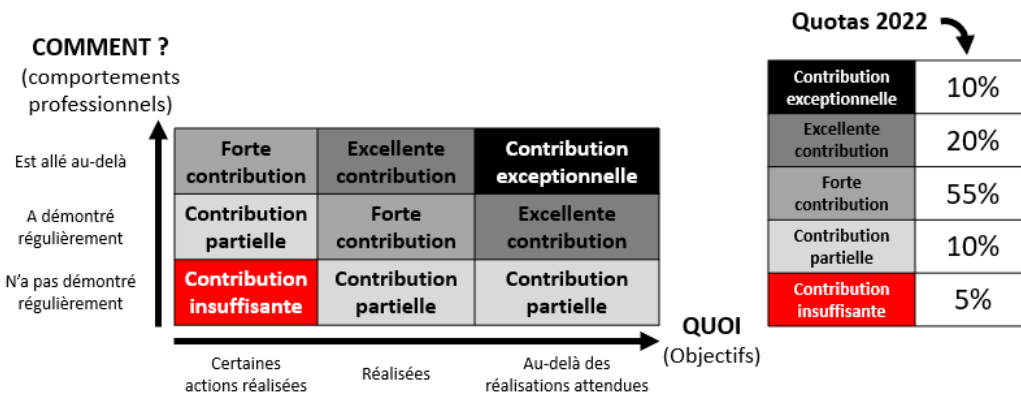 Quotas 2022
COMMENT ?
(comportements
professionnels)
Contribution
exceptionnelle
10%
Excellente
contribution
20%
Forte
contribution
55%
Contribution
partielle
10%
Contribution
insuffisante
5%
Est allé au-delà
Forte
contribution
Excellente
contribution
Contribution
exceptionnelle
A démontré
régulièrement
Contribution
partielle
Forte
contribution
Excellente
contribution
N'a pas démontré
régulièrement
Contribution
insuffisante
Contribution
partielle
Contribution
partielle
QUOI
(Objectifs)
Certaines
actions réalisées
Réalisées
Au-delà des
réalisations attendues